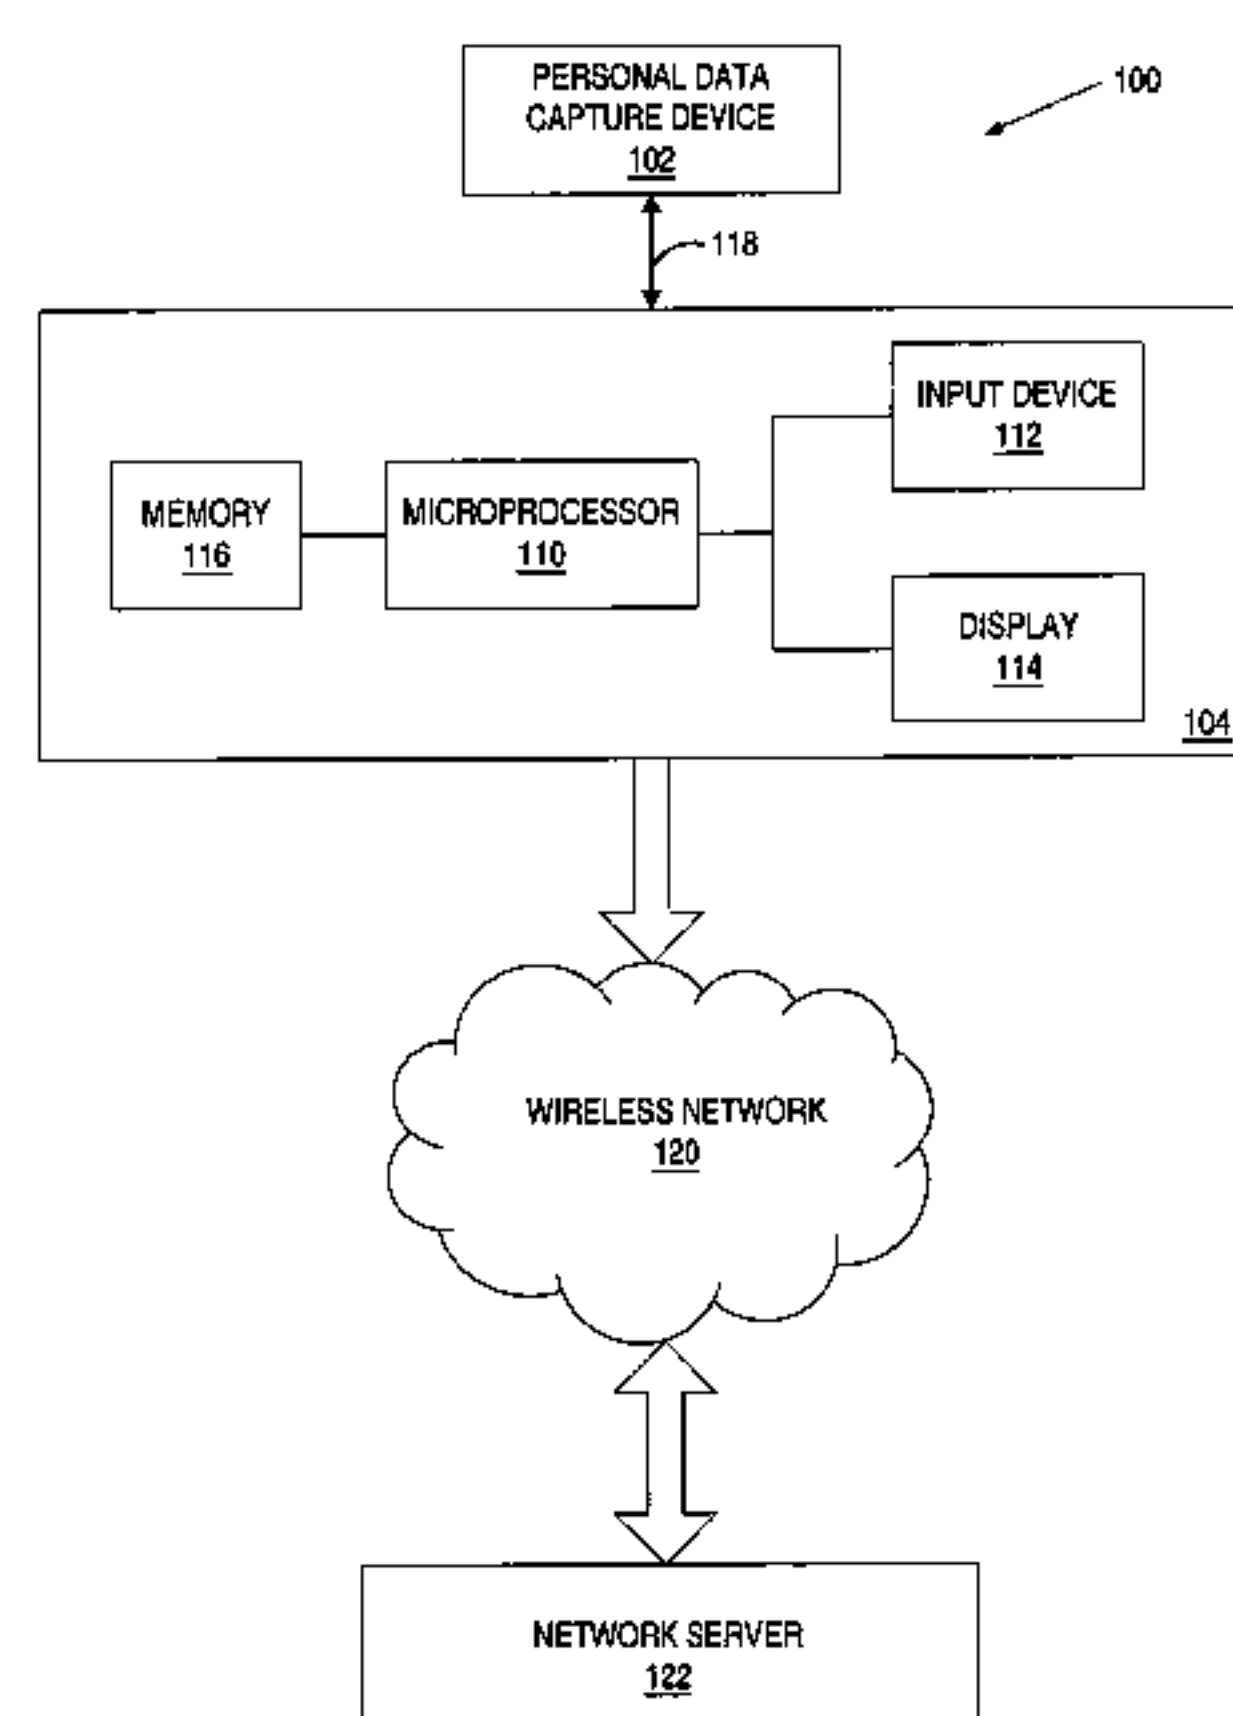 PERSONAL DATA
CAPTURE DEVICE
102
100
118
INPUT DEVICE
112
MEMORY
116
MICROPROCESSOR
110
DISPLAY
114
104
WIRELESS NETWORK
120
NETWORK SERVER
122